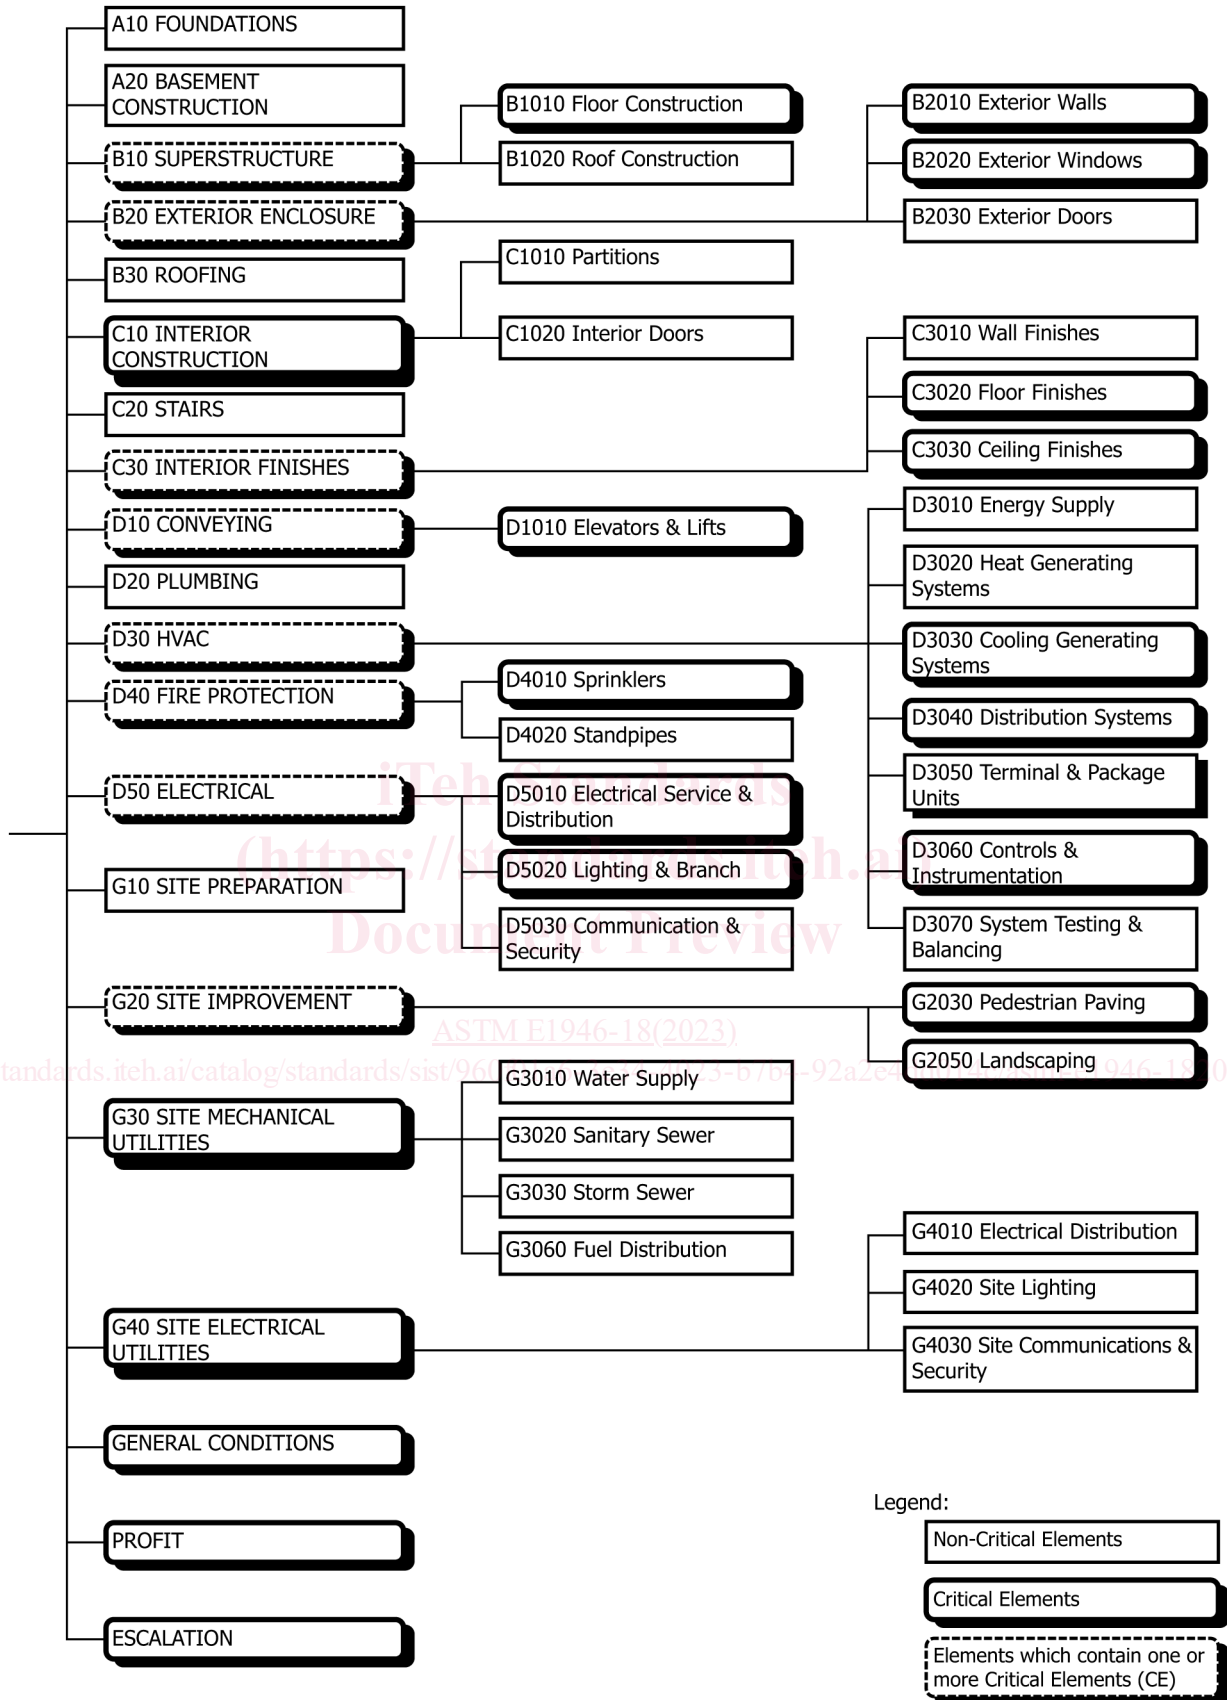 A10 FOUNDATIONS
A20 BASEMENT
CONSTRUCTION
B10 SUPERSTRUCTURE
B1010 Floor Construction
B1020 Roof Construction
B20 EXTERIOR ENCLOSURE
B2010 Exterior Walls
B2020 Exterior Windows
B2030 Exterior Doors
B30 ROOFING
C10 INTERIOR
CONSTRUCTION
C1010 Partitions
C1020 Interior Doors
C20 STAIRS
C30 INTERIOR FINISHES
C3010 Wall Finishes
C3020 Floor Finishes
C3030 Ceiling Finishes
D10 CONVEYING
D1010 Elevators & Lifts
D20 PLUMBING
D30 HVAC
D3010 Energy Supply
D3020 Heat Generating
Systems
D3030 Cooling Generating
Systems
D3040 Distribution Systems
D3050 Terminal & Package
Units
D3060 Controls &
Instrumentation
D3070 System Testing &
Balancing
D40 FIRE PROTECTION
D4010 Sprinklers
D4020 Standpipes
D50 ELECTRICAL
D5010 Electrical Service &
Distribution
D5020 Lighting & Branch
D5030 Communication &
Security
G10 SITE PREPARATION
G20 SITE IMPROVEMENT
G2030 Pedestrian Paving
G2050 Landscaping
G30 SITE MECHANICAL
UTILITIES
G3010 Water Supply
G3020 Sanitary Sewer
G3030 Storm Sewer
G3060 Fuel Distribution
G40 SITE ELECTRICAL
UTILITIES
G4010 Electrical Distribution
G4020 Site Lighting
G4030 Site Communications &
Security
GENERAL CONDITIONS
PROFIT
ESCALATION
Legend:
Non-Critical Elements
Critical Elements
Elements which contain one or
more Critical Elements (CE)
iTeh Standards
(https://standards.iteh.ai)
Document Preview
ASTM E1946-18(2023)